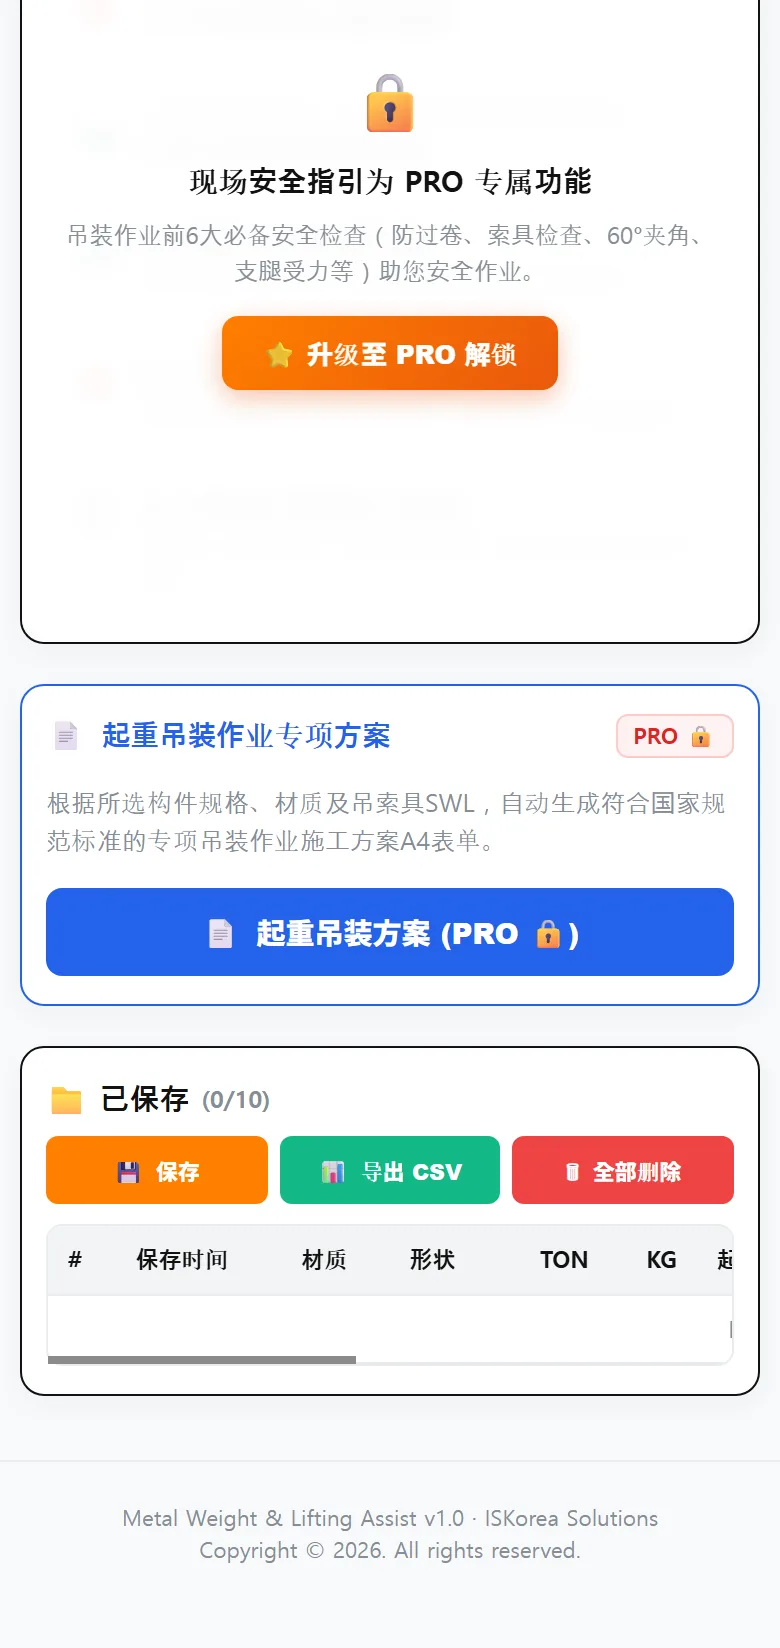 现场安全指引为 PRO 专属功能
吊装作业前6大必备安全检查（防过卷、索具检查、60°夹角、
支腿受力等）助您安全作业。
⭐ 升级至 PRO 解锁
起重吊装作业专项方案
PRO 🔒
根据所选构件规格、材质及吊索具SWL，自动生成符合国家规
范标准的专项吊装作业施工方案A4表单。
📄 起重吊装方案 (PRO 🔒)
已保存 (0/10)
保存
导出 CSV
全部删除
# 保存时间 材质 形状 TON KG
Metal Weight & Lifting Assist v1.0 · ISKorea Solutions
Copyright © 2026. All rights reserved.